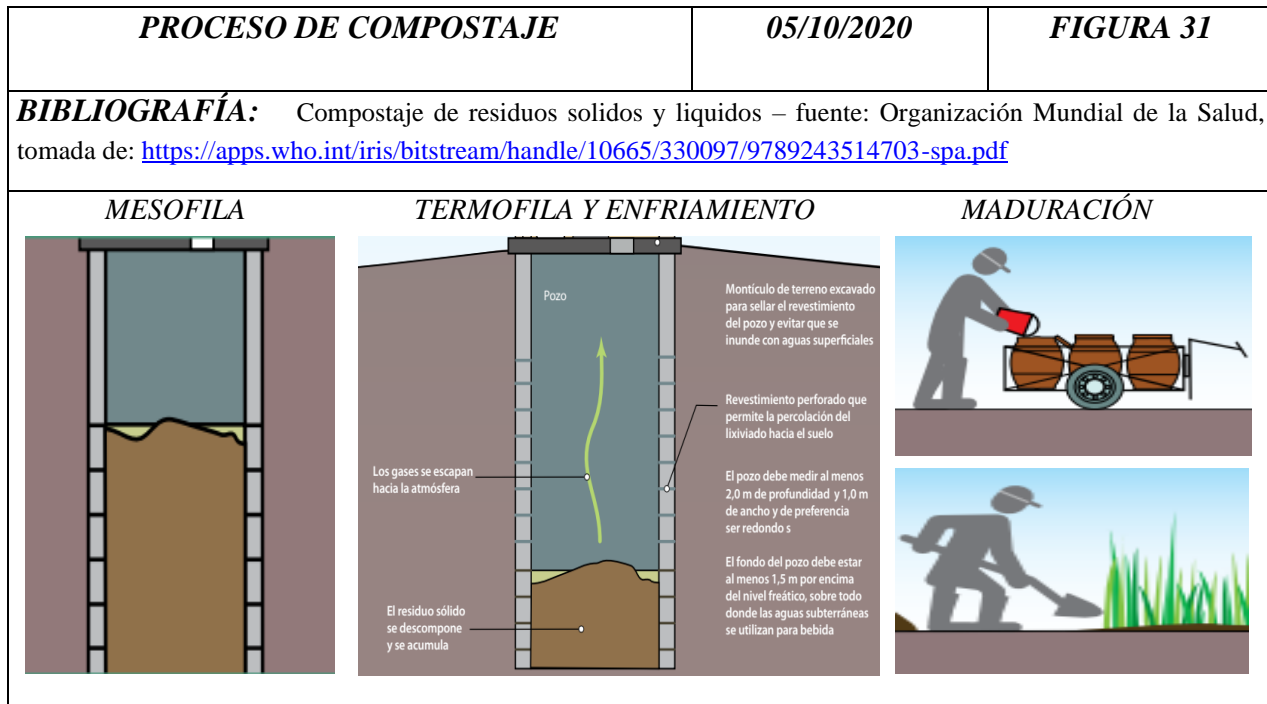 PROCESO DE COMPOSTAJE
05/10/2020
FIGURA 31
BIBLIOGRAFÍA: Compostaje de residuos solidos y liquidos – fuente: Organización Mundial de la Salud,
tomada de: https://apps.who.int/iris/bitstream/handle/10665/330097/9789243514703-spa.pdf
MESOFILA
TERMOFILA Y ENFRIAMIENTO
MADURACIÓN
Pozo
Los gases se escapan
hacia la atmósfera
El residuo sólido
se descompone
y se acumula
Montículo de terreno excavado
para sellar el revestimiento
del pozo y evitar que se
inunde con aguas superficiales
Revestimiento perforado que
permite la percolación del
lixiviado hacia el suelo
El pozo debe medir al menos
2,0 m de profundidad y 1,0 m
de ancho y de preferencia
ser redondo s
El fondo del pozo debe estar
al menos 1,5 m por encima
del nivel freático, sobre todo
donde las aguas subterráneas
se utilizan para bebida